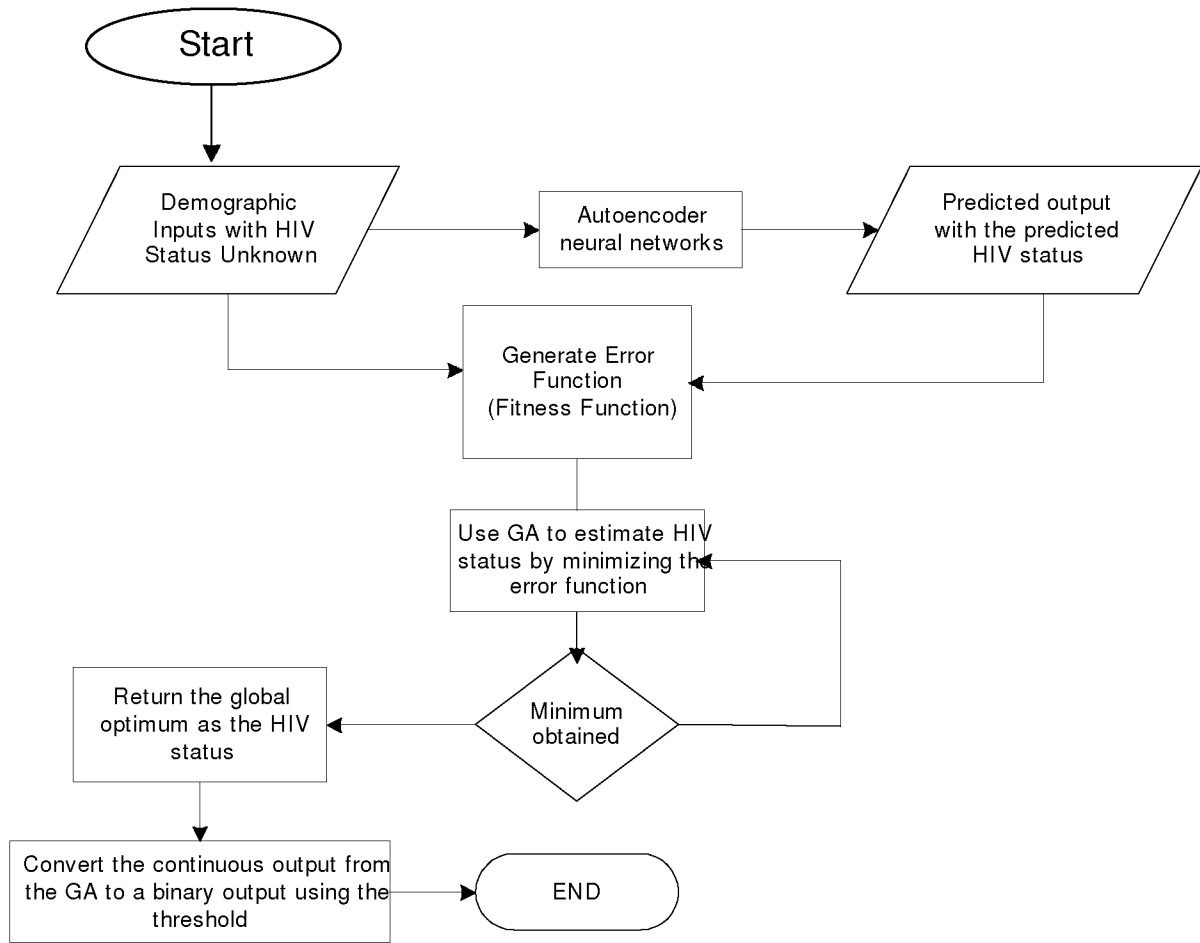 Start
Demographic
Inputs with HIV
Status Unknown
Autoencoder
neural networks
Predicted output
with the predicted
HIV status
Generate Error
Function
(Fitness Function)
Use GA to estimate HIV
status by minimizing the
error function
Minimum
obtained
Return the global
optimum as the HIV
status
Convert the continuous output from
the GA to a binary output using the
threshold
END